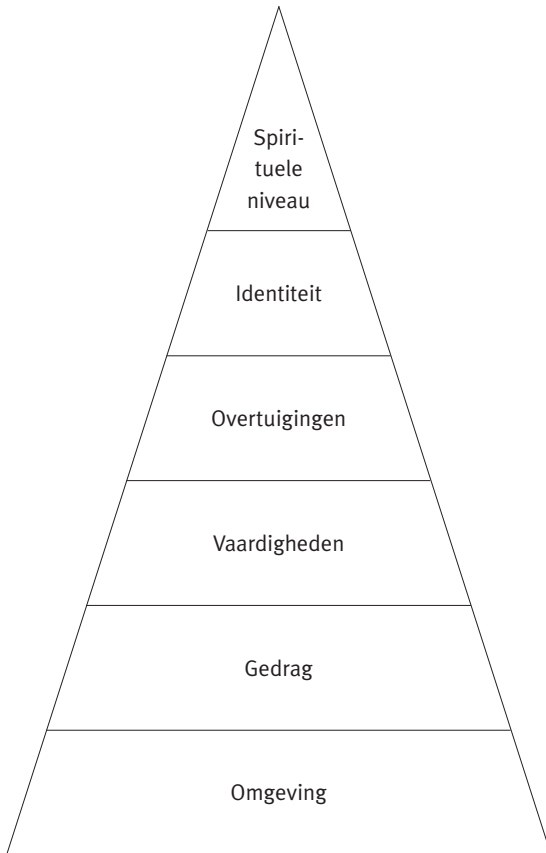 Spiri-
tuele
niveau
Identiteit
Overtuigingen
Vaardigheden
Gedrag
Omgeving